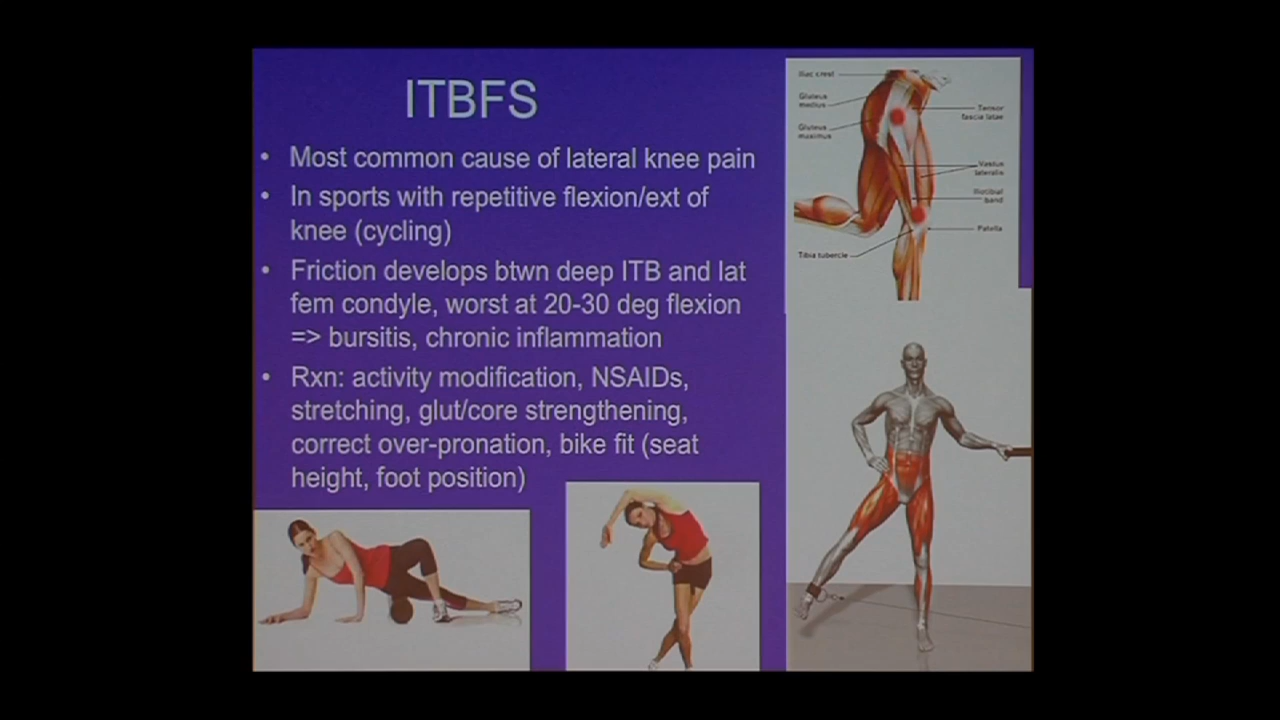 ITBFS
• Most common cause of lateral knee pain
• In sports with repetitive flexion/ext of
knee (cycling)
• Friction develops btwn deep ITB and lat
fem condyle, worst at 20-30 deg flexion
=> bursitis, chronic inflammation
• Rxn: activity modification, NSAIDs,
stretching, glut/core strengthening,
correct over-pronation, bike fit (seat
height, foot position)
Iliac crest
Gluteus
medius
Gluteus
maximus
Tensor
fascia latae
Vastus
lateralis
Iliotibial
band
Patella
Tibia tubercle